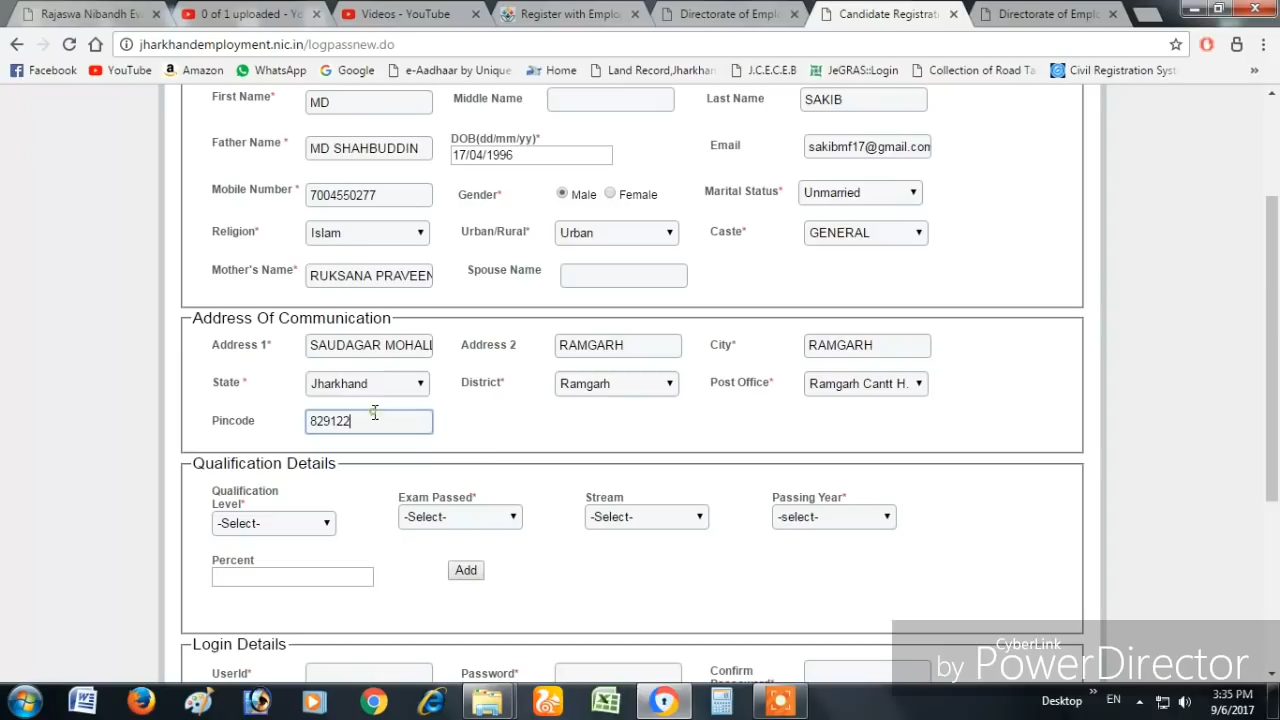 Rajaswa Nibandh Ev
0 of 1 uploaded - Yo
Videos - YouTube
Register with Emplo
Directorate of Empl
Candidate Registrat
Directorate of Empl
jharkhandemployment.nic.in/logpassnew.do
Facebook YouTube Amazon WhatsApp Google e-Aadhaar by Unique Home Land Record,Jharkhan J.C.E.C.E.B JeGRAS::Login Collection of Road Ta Civil Registration Syst »
First Name* MD Middle Name Last Name SAKIB
Father Name * MD SHAHBUDDIN DOB(dd/mm/yy)* 17/04/1996 Email sakibmf17@gmail.com
Mobile Number * 7004550277 Gender* Male Female Marital Status* Unmarried
Religion* Islam Urban/Rural* Urban Caste* GENERAL
Mother's Name* RUKSANA PRAVEEN Spouse Name
Address Of Communication
Address 1* SAUDAGAR MOHALL Address 2 RAMGARH City* RAMGARH
State * Jharkhand District* Ramgarh Post Office* Ramgarh Cantt H.
Pincode 829122
Qualification Details
Qualification Level* -Select- Exam Passed* -Select- Stream -Select- Passing Year* -select-
Percent Add
Login Details
UserId* Password* Confirm Password*
CyberLink
by PowerDirector
Desktop » EN 3:35 PM
9/6/2017